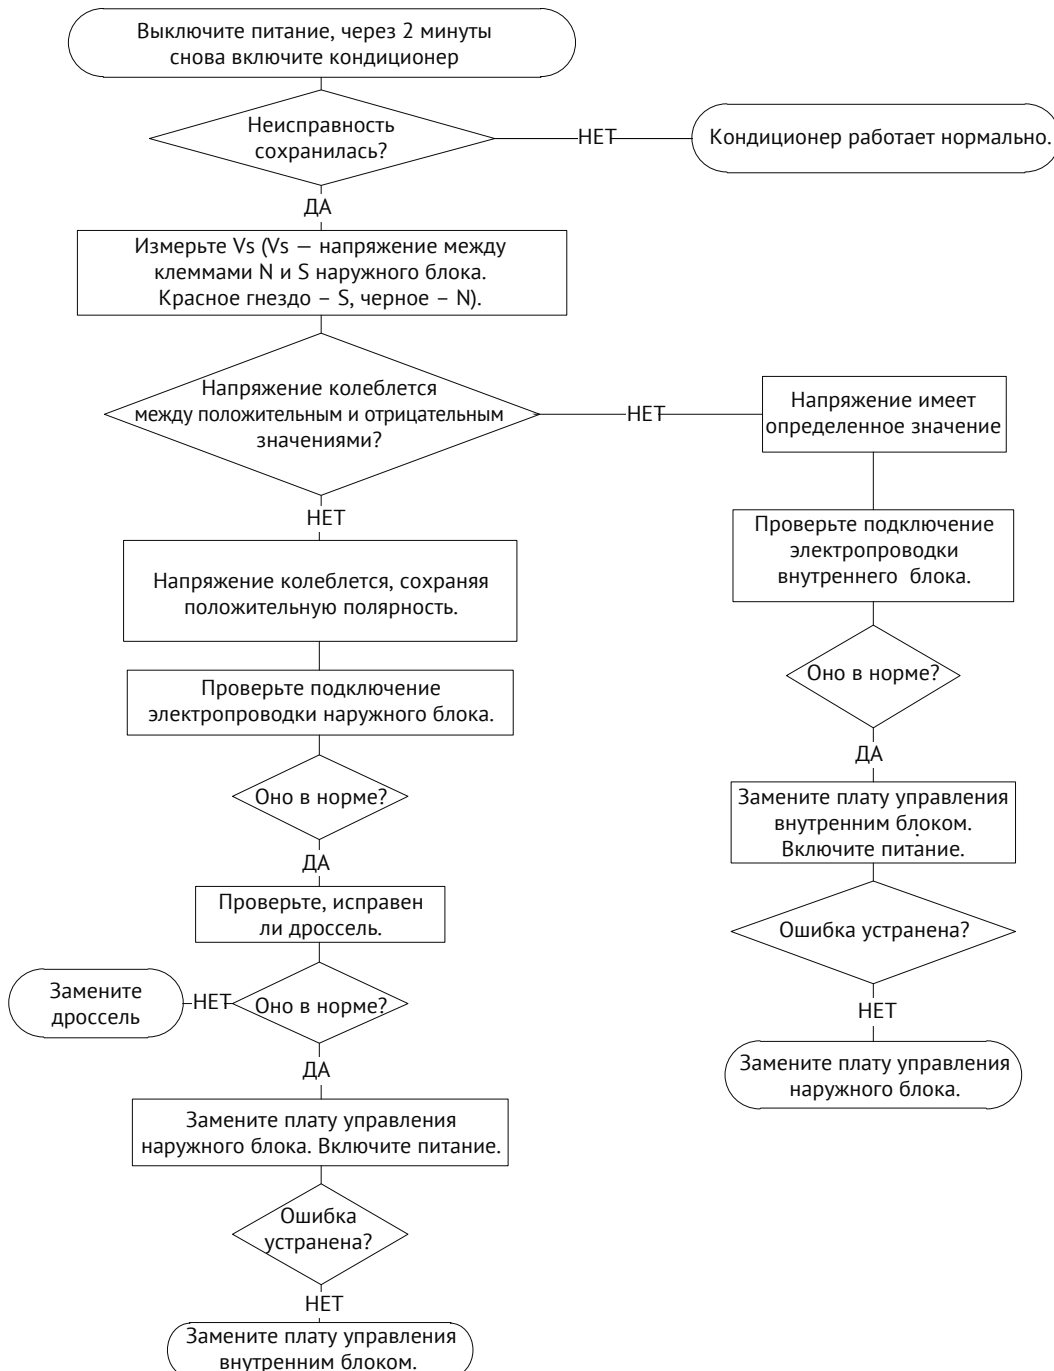 Выключите питание, через 2 минуты
снова включите кондиционер
Неисправность
сохранилась?
НЕТ
Кондиционер работает нормально.
ДА
Измерьте Vs (Vs — напряжение между
клеммами N и S наружного блока.
Красное гнездо – S, черное – N).
Напряжение колеблется
между положительным и отрицательным
значениями?
НЕТ
Напряжение имеет
определенное значение
НЕТ
Проверьте подключение
электропроводки
внутреннего блока.
Напряжение колеблется, сохраняя
положительную полярность.
Оно в норме?
Проверьте подключение
электропроводки наружного блока.
ДА
Оно в норме?
Замените плату управления
внутренним блоком.
Включите питание.
ДА
Проверьте, исправен
ли дроссель.
Ошибка устранена?
Замените
дроссель
НЕТ
Оно в норме?
НЕТ
ДА
Замените плату управления
наружного блока.
Замените плату управления
наружного блока. Включите питание.
Ошибка
устранена?
НЕТ
Замените плату управления
внутренним блоком.